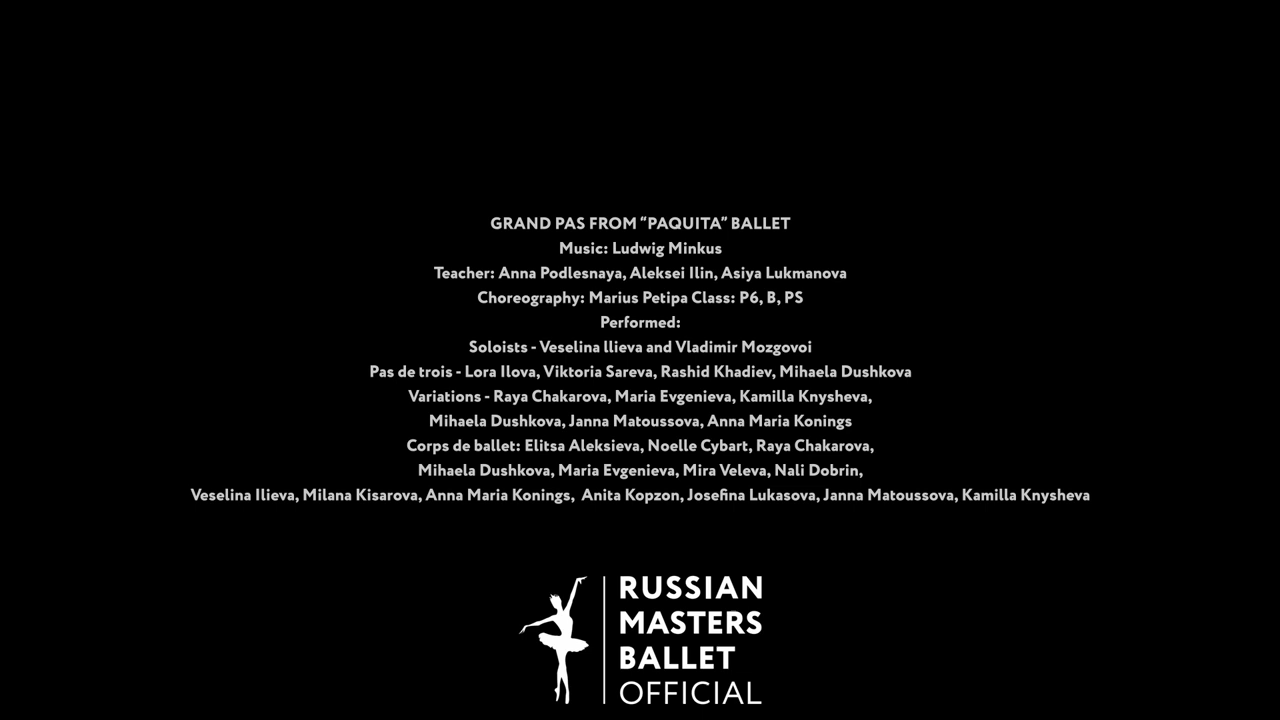 GRAND PAS FROM “PAQUITA” BALLET
Music: Ludwig Minkus
Teacher: Anna Podlesnaya, Aleksei Ilin, Asiya Lukmanova
Choreography: Marius Petipa Class: P6, B, PS
Performed:
Soloists - Veselina llieva and Vladimir Mozgovoi
Pas de trois - Lora Ilova, Viktoria Sareva, Rashid Khadiev, Mihaela Dushkova
Variations - Raya Chakarova, Maria Evgenieva, Kamilla Knysheva,
Mihaela Dushkova, Janna Matoussova, Anna Maria Konings
Corps de ballet: Elitsa Aleksieva, Noelle Cybart, Raya Chakarova,
Mihaela Dushkova, Maria Evgenieva, Mira Veleva, Nali Dobrin,
Veselina Ilieva, Milana Kisarova, Anna Maria Konings, Anita Kopzon, Josefina Lukasova, Janna Matoussova, Kamilla Knysheva
RUSSIAN
MASTERS
BALLET
OFFICIAL